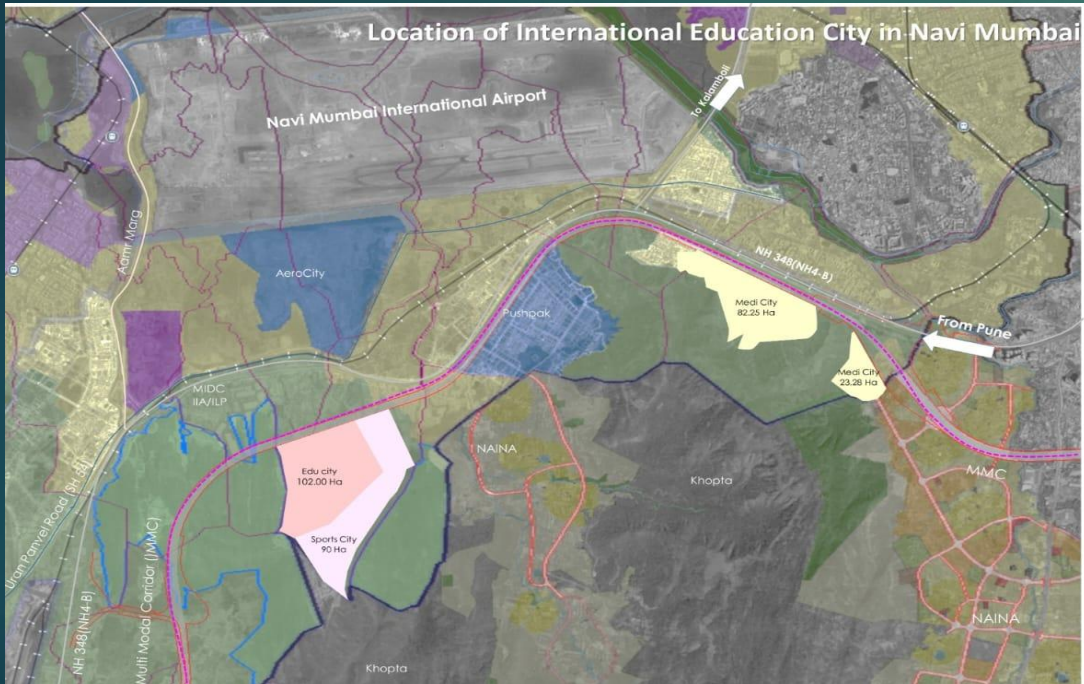 Location of International Education City in Navi Mumbai
To Kalamboli
Navi Mumbai International Airport
Aamr Marg
AeroCity
NH 348(NH4-B)
Pushpak
Medi City
82.25 Ha
From Pune
Medi City
23.28 Ha
MIDC
IIA/ILP
NAINA
MMC
Edu city
102.00 Ha
Khopta
Sports City
90 Ha
Uran Panvel Road
NH 348(NH4-B)
Multi Modal Corridor (MMC)
NAINA
Khopta